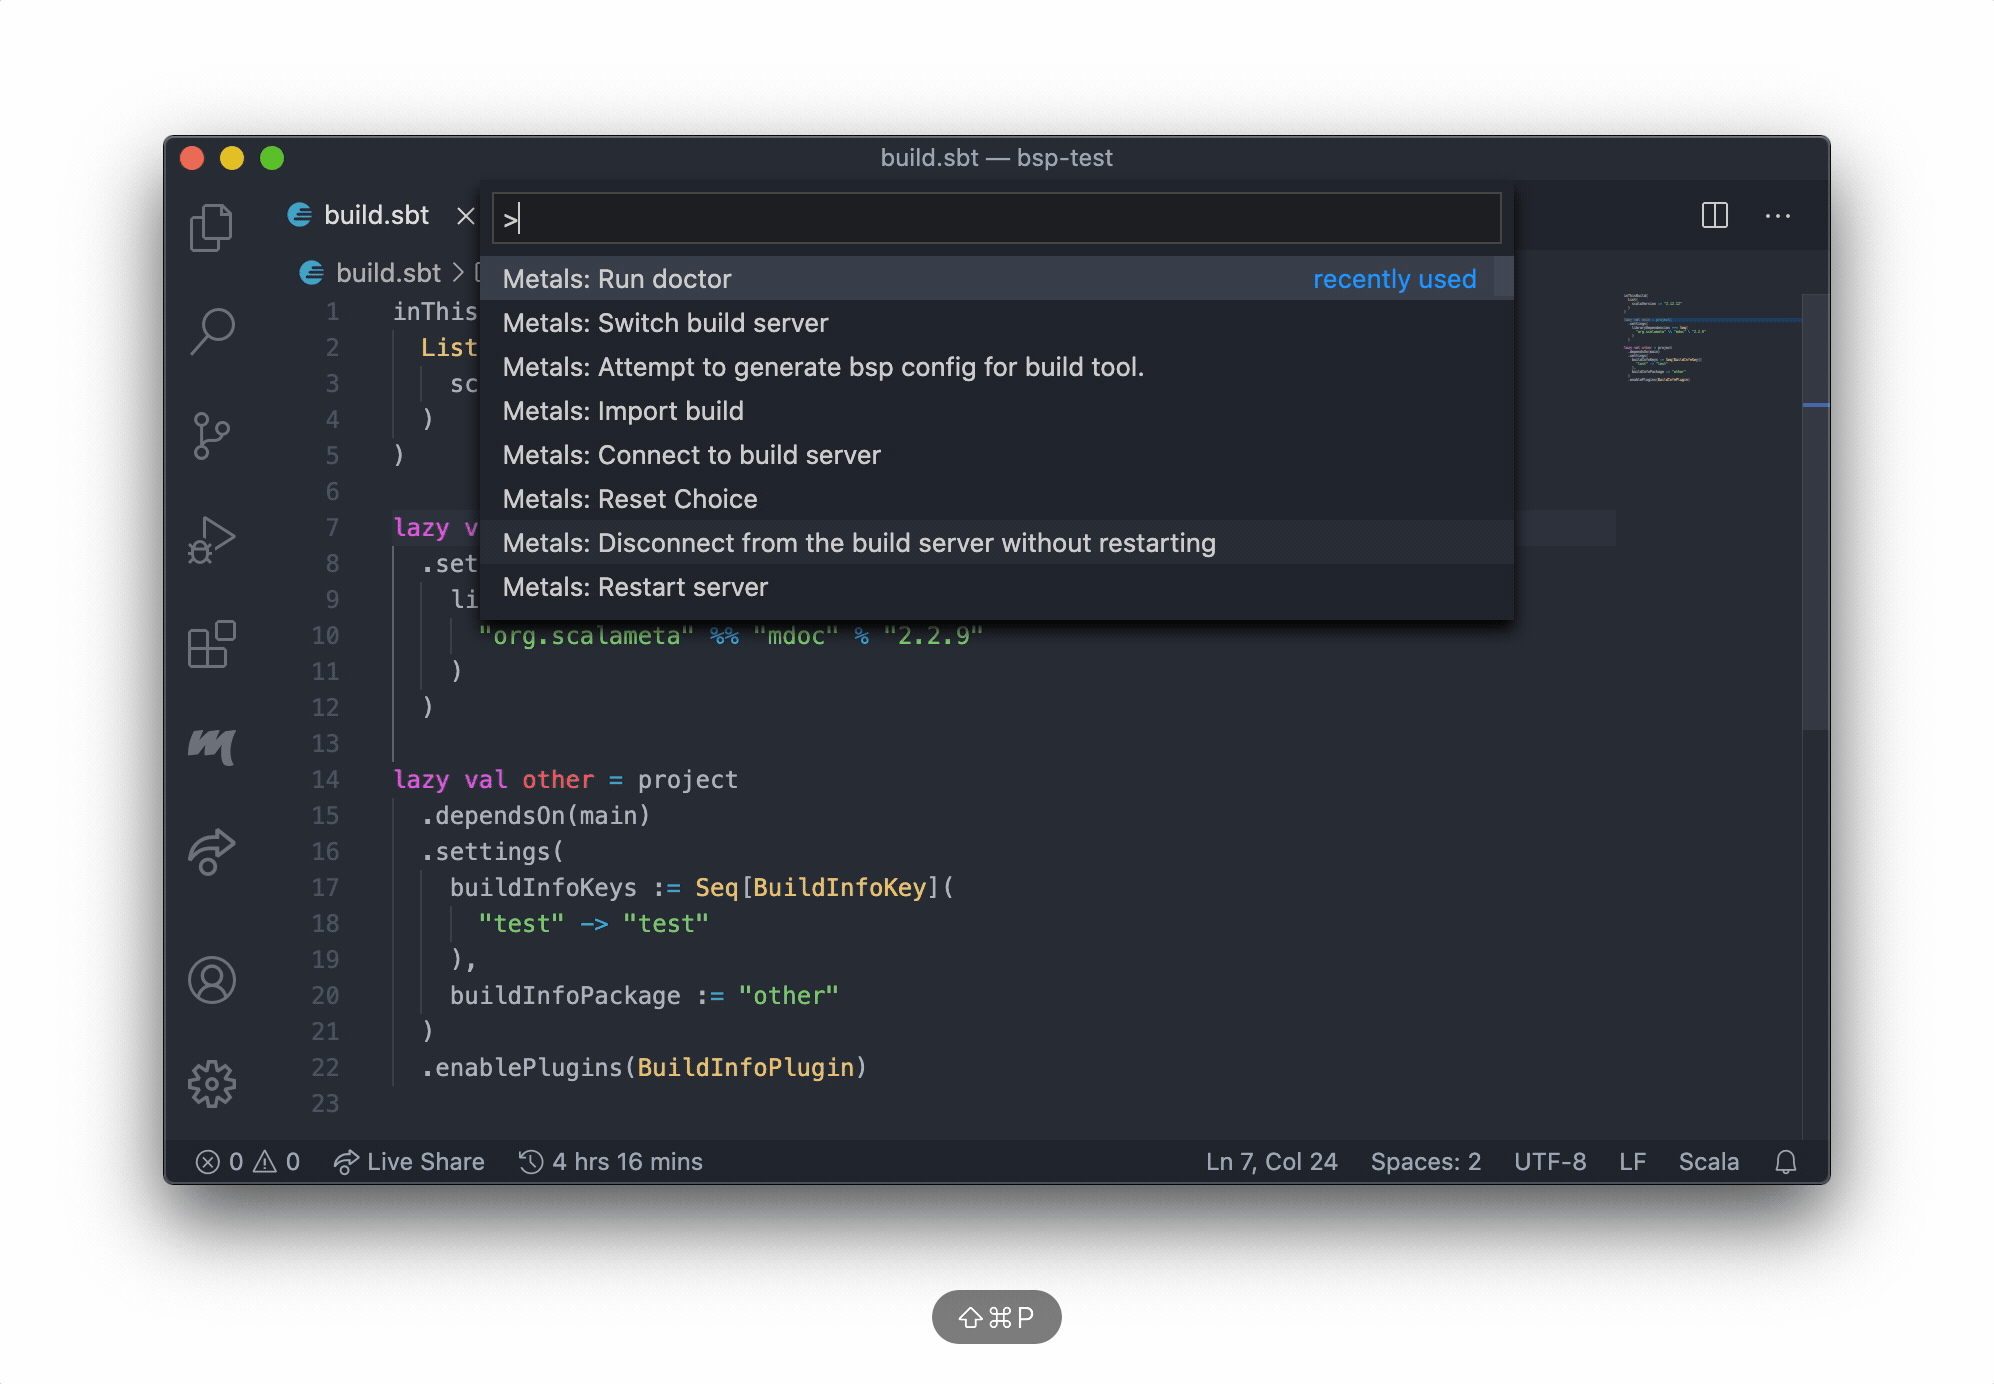 build.sbt — bsp-test
build.sbt
>
build.sbt >
Metals: Run doctor recently used
Metals: Switch build server
Metals: Attempt to generate bsp config for build tool.
Metals: Import build
Metals: Connect to build server
Metals: Reset Choice
Metals: Disconnect from the build server without restarting
Metals: Restart server
1 inThis
2 List
3 sc
4 )
5 )
6
7 lazy v
8 .set
9 li
10 "org.scalameta" %% "mdoc" % "2.2.9"
11 )
12 )
13
14 lazy val other = project
15 .dependsOn(main)
16 .settings(
17 buildInfoKeys := Seq[BuildInfoKey](
18 "test" -> "test"
19 ),
20 buildInfoPackage := "other"
21 )
22 .enablePlugins(BuildInfoPlugin)
23
0 0 Live Share 4 hrs 16 mins Ln 7, Col 24 Spaces: 2 UTF-8 LF Scala
⇧⌘P